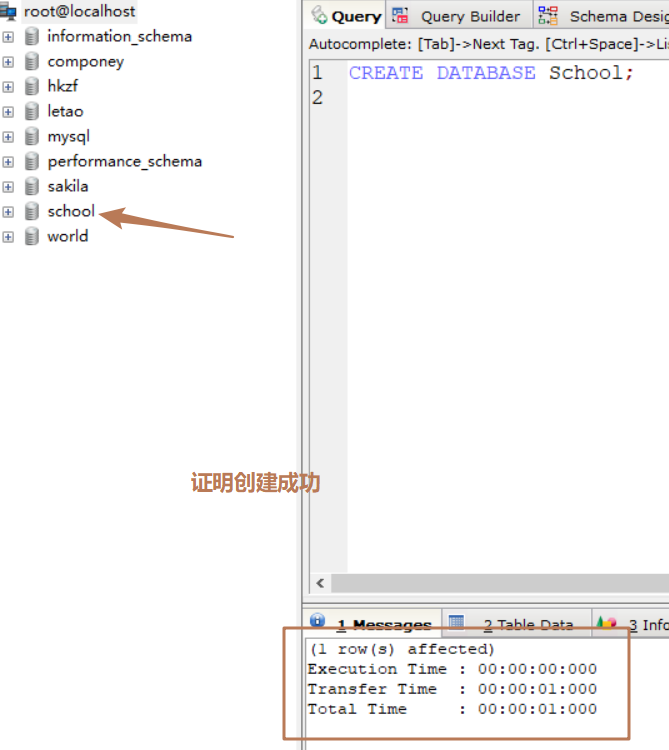 root@localhost
information_schema
componey
hkzf
letao
mysql
performance_schema
sakila
school
world
Query
Query Builder
Schema Desig
Autocomplete: [Tab]->Next Tag. [Ctrl+Space]->Li
1 CREATE DATABASE School;
2
证明创建成功
1 Messages
2 Table Data
3 Info
(1 row(s) affected)
Execution Time : 00:00:00:000
Transfer Time : 00:00:01:000
Total Time : 00:00:01:000